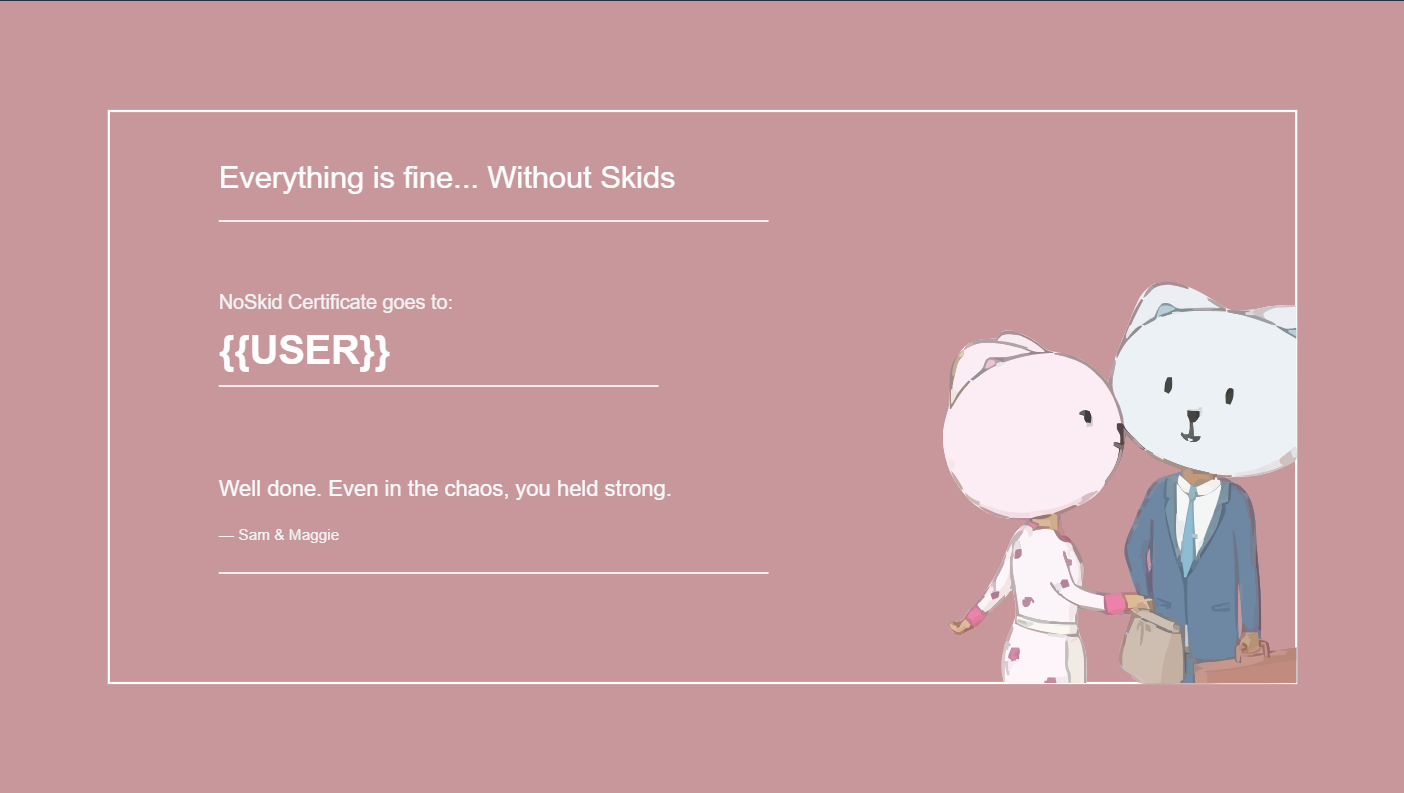 Everything is fine... Without Skids
NoSkid Certificate goes to:
{{USER}}
Well done. Even in the chaos, you held strong.
— Sam & Maggie